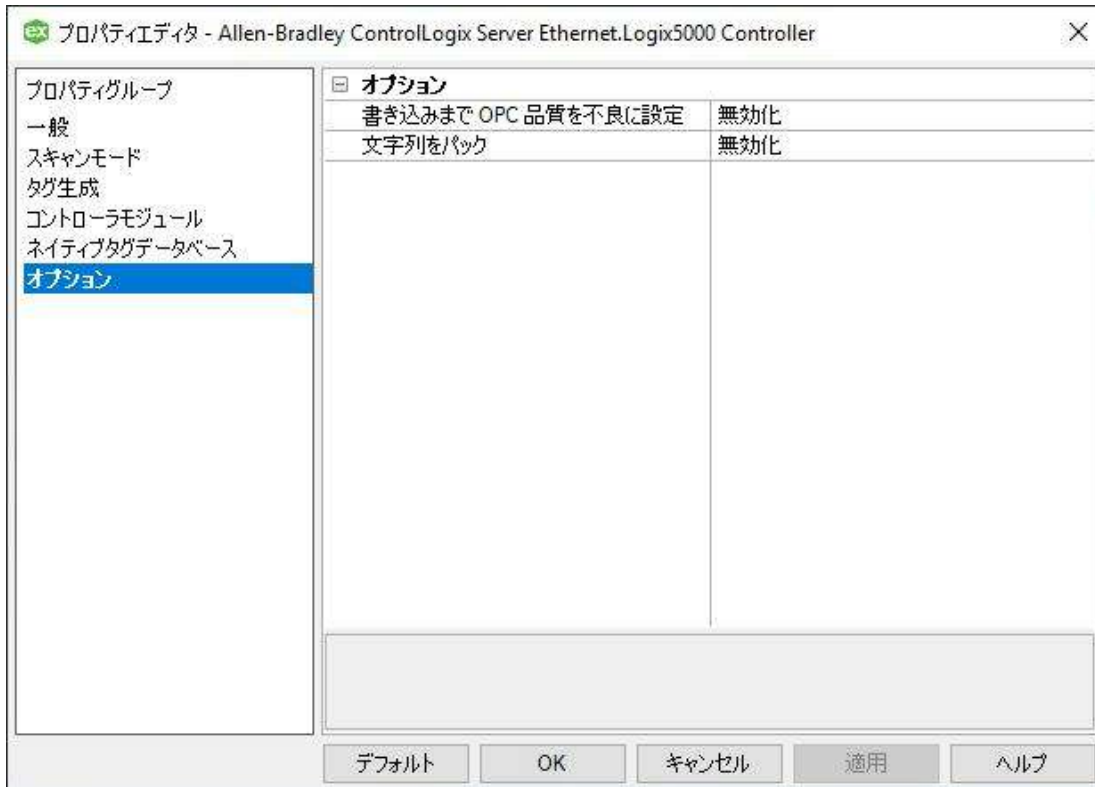 プロパティエディタ - Allen-Bradley ControlLogix Server Ethernet.Logix5000 Controller
プロパティグループ
一般
スキャンモード
タグ生成
コントローラモジュール
ネイティブタグデータベース
オプション
オプション
書き込みまで OPC 品質を不良に設定 無効化
文字列をパック 無効化
デフォルト OK キャンセル 適用 ヘルプ